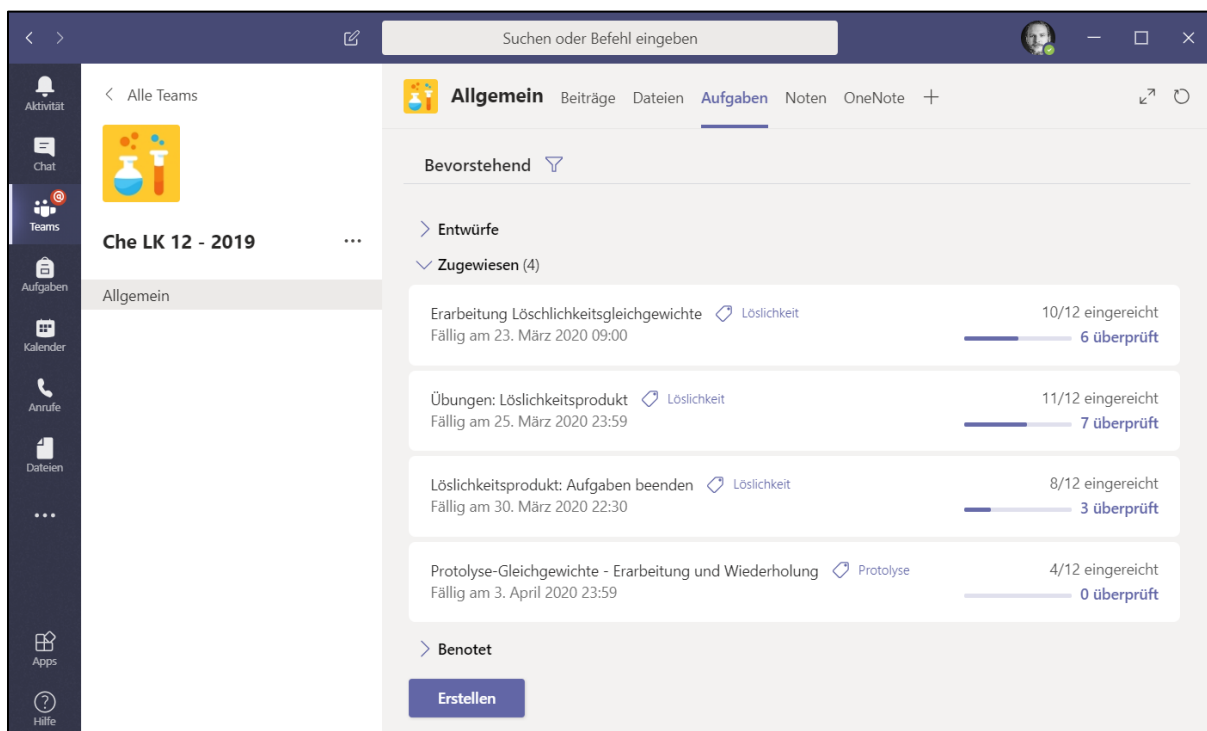 Suchen oder Befehl eingeben
Aktivität
Chat
Teams
Aufgaben
Kalender
Anrufe
Dateien
Apps
Hilfe
Alle Teams
Che LK 12 - 2019
Allgemein
Allgemein Beiträge Dateien Aufgaben Noten OneNote
Bevorstehend
Entwürfe
Zugewiesen (4)
Erarbeitung Löschlichkeitsgleichgewichte Löslichkeit 10/12 eingereicht
Fällig am 23. März 2020 09:00 6 überprüft
Übungen: Löslichkeitsprodukt Löslichkeit 11/12 eingereicht
Fällig am 25. März 2020 23:59 7 überprüft
Löslichkeitsprodukt: Aufgaben beenden Löslichkeit 8/12 eingereicht
Fällig am 30. März 2020 22:30 3 überprüft
Protolyse-Gleichgewichte - Erarbeitung und Wiederholung Protolyse 4/12 eingereicht
Fällig am 3. April 2020 23:59 0 überprüft
Benotet
Erstellen